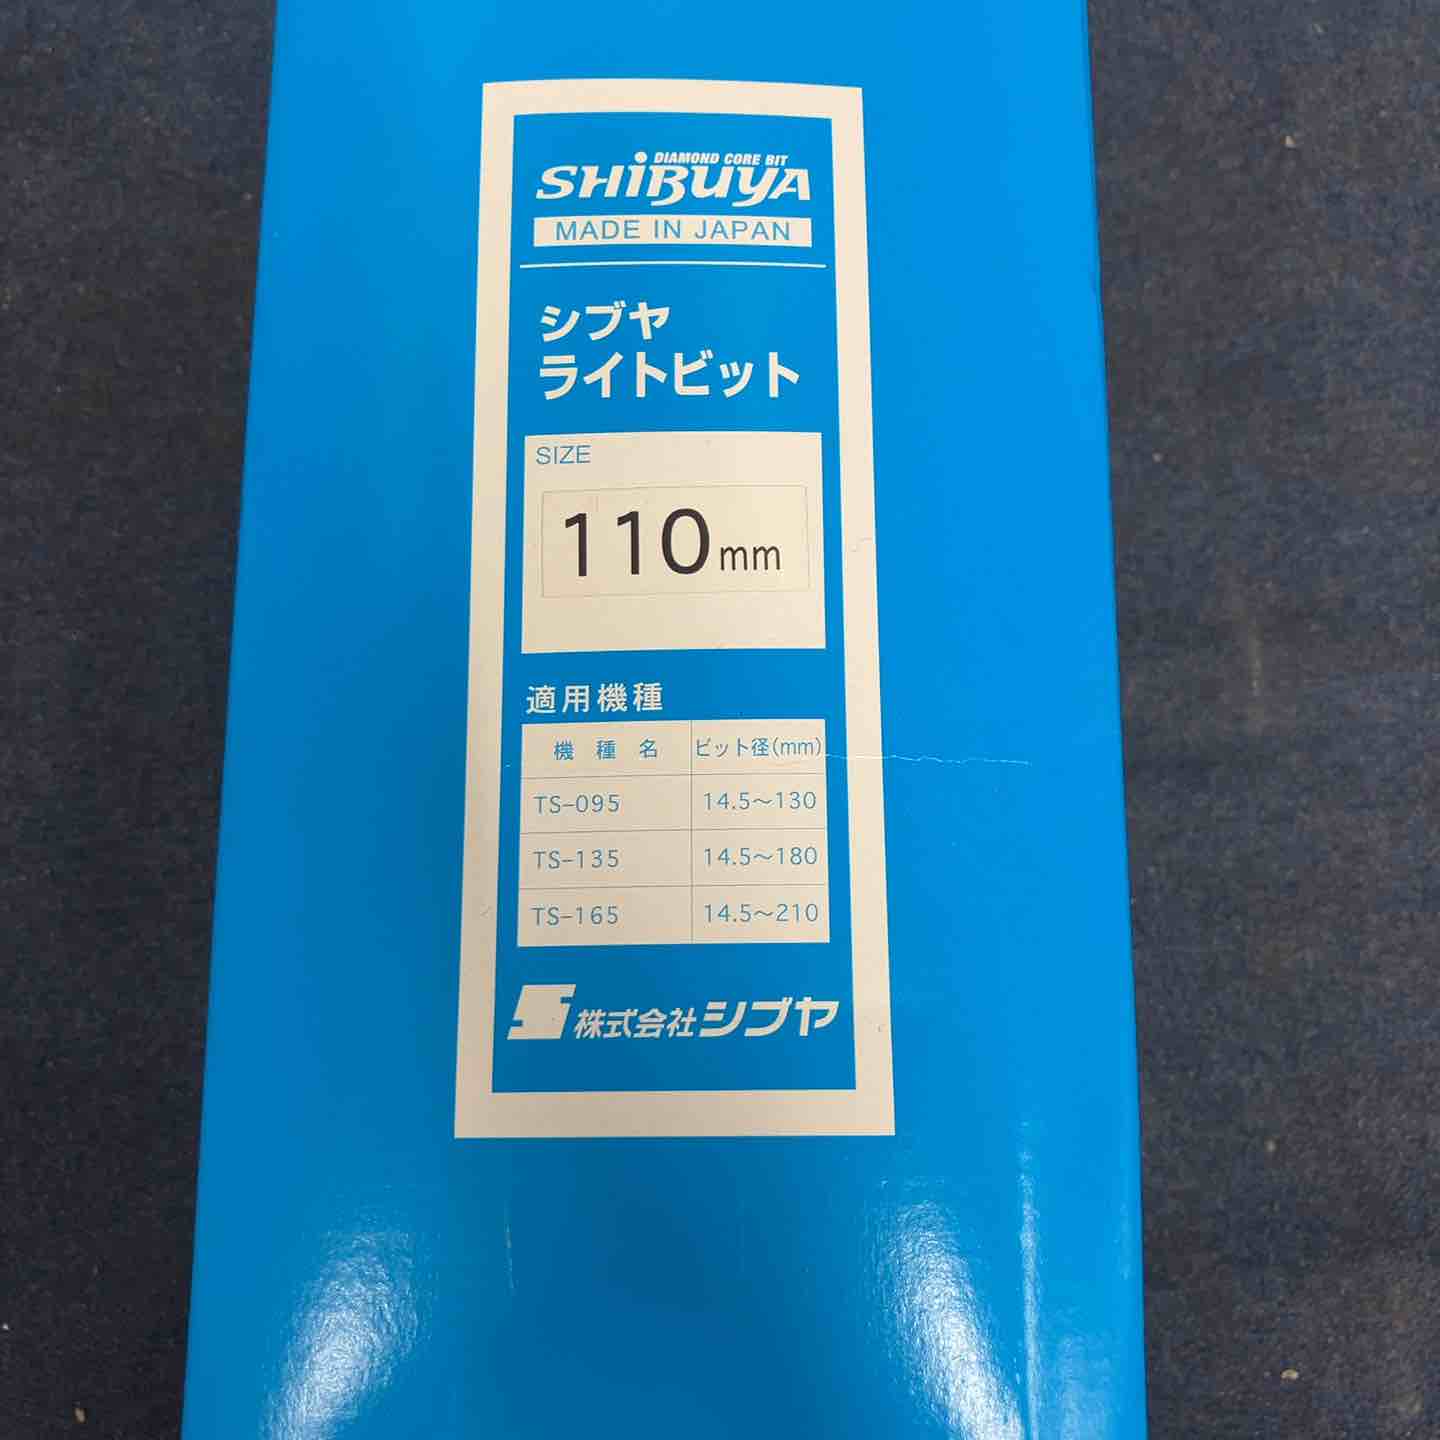 DIAMOND CORE BIT
SHiBUYA
MADE IN JAPAN
シブヤ
ライトビット
SIZE
110mm
適用機種
機種名 ビット径(mm)
TS-095 14.5〜130
TS-135 14.5〜180
TS-165 14.5〜210
株式会社シブヤ